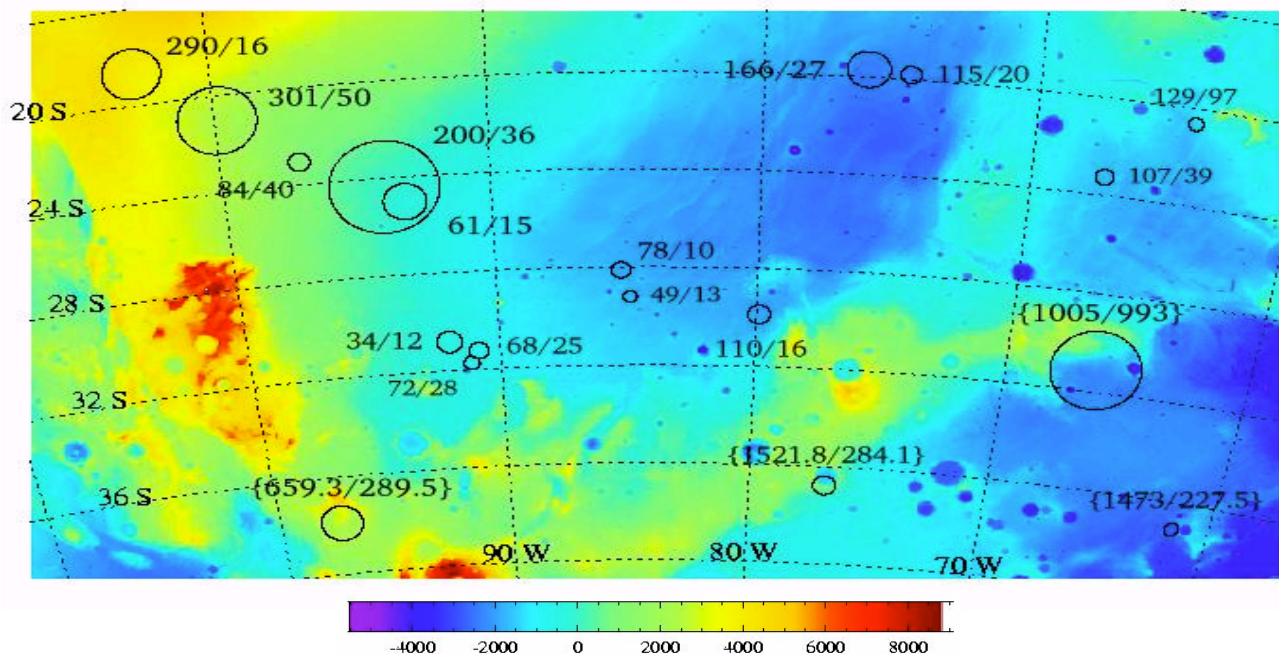 290/16
166/27
115/20
301/50
129/97
20 S
200/36
107/39
84/40
24 S
61/15
78/10
28 S
49/13
{1005/993}
34/12
68/25
110/16
72/28
32 S
{1521.8/284.1}
{659.3/289.5}
36 S
{1473/227.5}
90 W
80 W
70 W
-4000 -2000 0 2000 4000 6000 8000